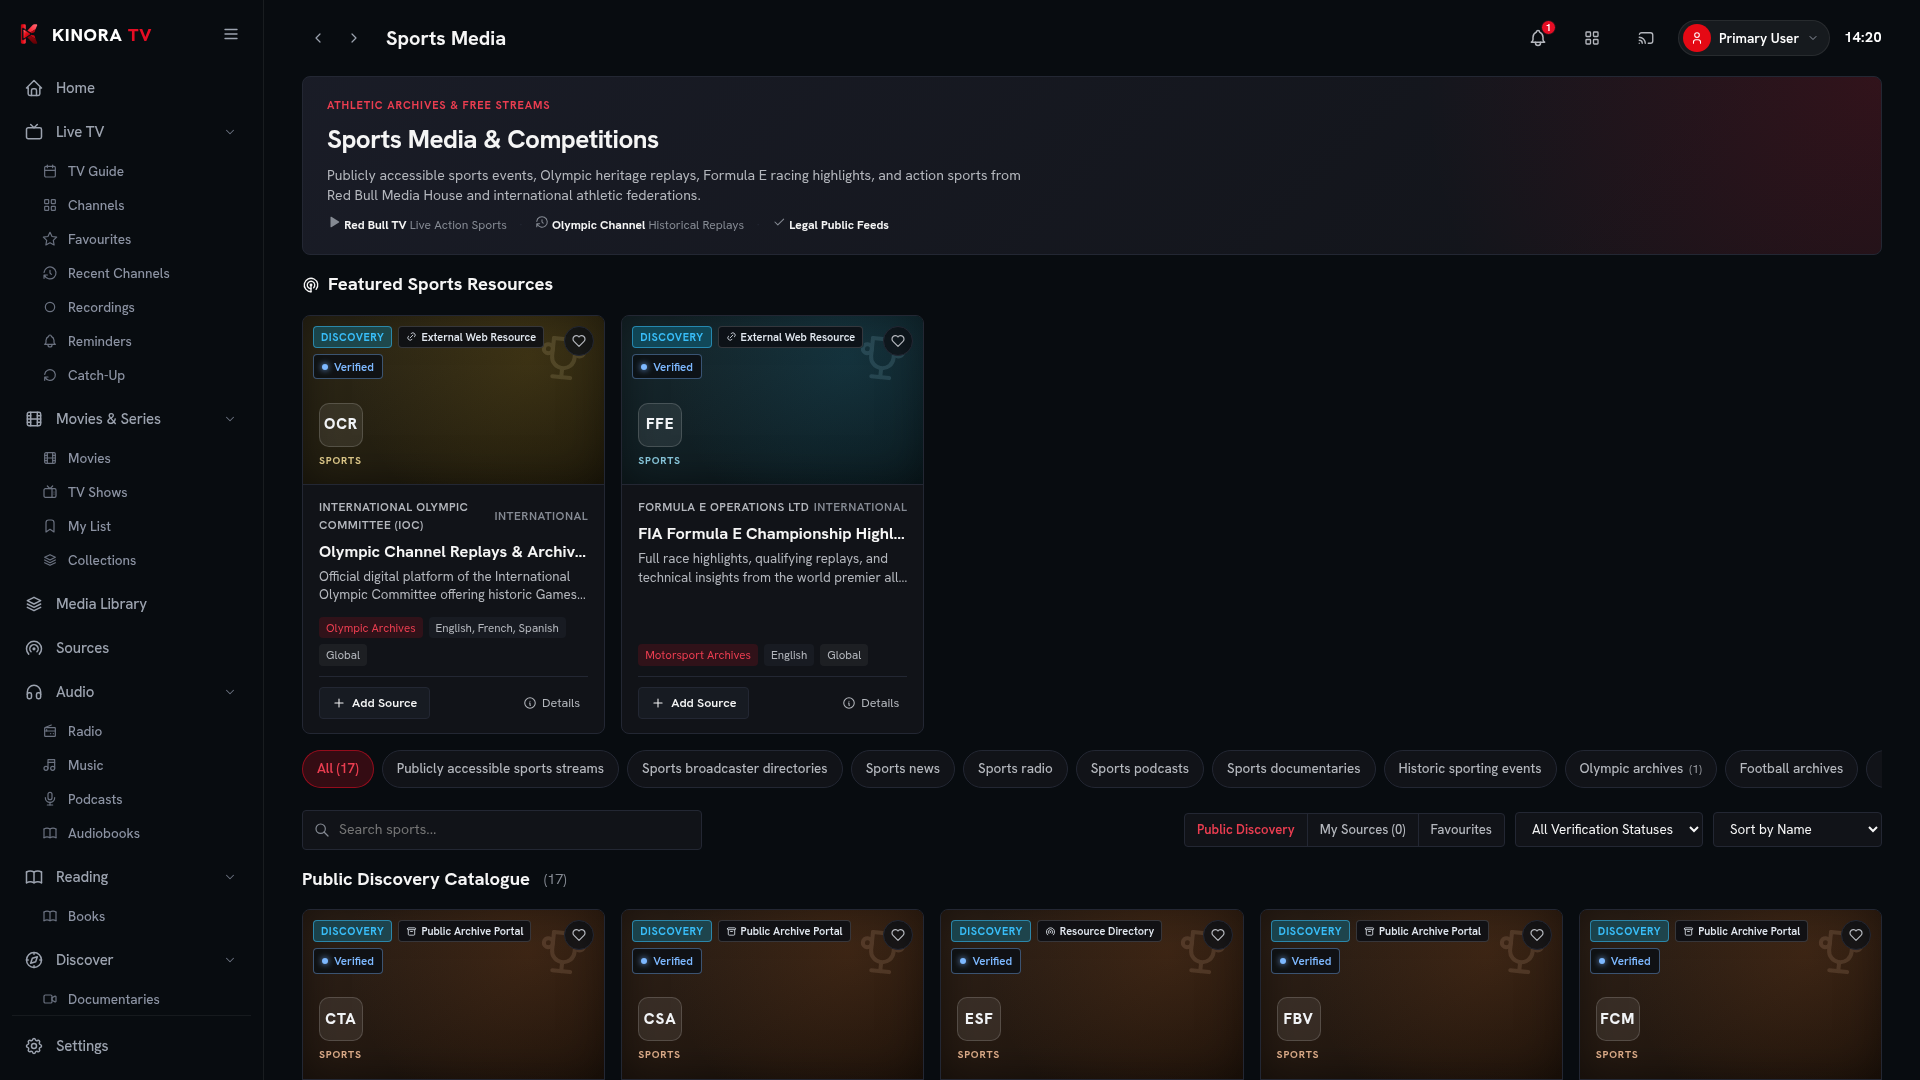 KINORA TV
Home
Live TV
TV Guide
Channels
Favourites
Recent Channels
Recordings
Reminders
Catch-Up
Movies & Series
Movies
TV Shows
My List
Collections
Media Library
Sources
Audio
Radio
Music
Podcasts
Audiobooks
Reading
Books
Discover
Documentaries
Settings
Sports Media
1
Primary User
14:20
ATHLETIC ARCHIVES & FREE STREAMS
Sports Media & Competitions
Publicly accessible sports events, Olympic heritage replays, Formula E racing highlights, and action sports from
Red Bull Media House and international athletic federations.
Red Bull TV Live Action Sports
Olympic Channel Historical Replays
Legal Public Feeds
Featured Sports Resources
DISCOVERY
External Web Resource
Verified
OCR
SPORTS
INTERNATIONAL OLYMPIC
COMMITTEE (IOC)
INTERNATIONAL
Olympic Channel Replays & Archiv...
Official digital platform of the International
Olympic Committee offering historic Games...
Olympic Archives
English, French, Spanish
Global
Add Source
Details
DISCOVERY
External Web Resource
Verified
FFE
SPORTS
FORMULA E OPERATIONS LTD
INTERNATIONAL
FIA Formula E Championship Highl...
Full race highlights, qualifying replays, and
technical insights from the world premier all...
Motorsport Archives
English
Global
Add Source
Details
All (17)
Publicly accessible sports streams
Sports broadcaster directories
Sports news
Sports radio
Sports podcasts
Sports documentaries
Historic sporting events
Olympic archives (1)
Football archives
Search sports...
Public Discovery
My Sources (0)
Favourites
All Verification Statuses
Sort by Name
Public Discovery Catalogue (17)
DISCOVERY
Public Archive Portal
Verified
CTA
SPORTS
DISCOVERY
Public Archive Portal
Verified
CSA
SPORTS
DISCOVERY
Resource Directory
Verified
ESF
SPORTS
DISCOVERY
Public Archive Portal
Verified
FBV
SPORTS
DISCOVERY
Public Archive Portal
Verified
FCM
SPORTS